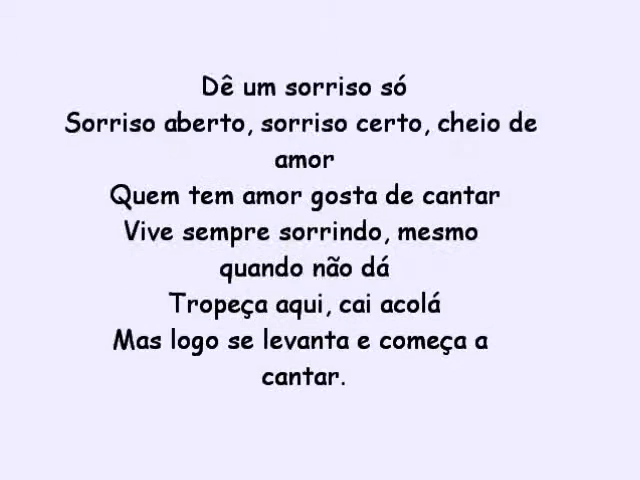 Dê um sorriso só
Sorriso aberto, sorriso certo, cheio de
amor
Quem tem amor gosta de cantar
Vive sempre sorrindo, mesmo
quando não dá
Tropeça aqui, cai acolá
Mas logo se levanta e começa a
cantar.